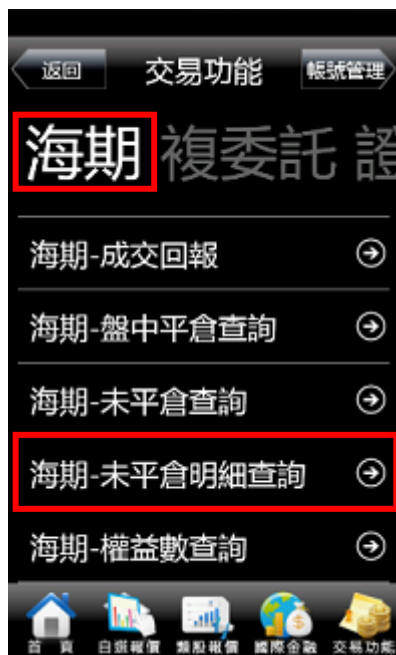 返回 交易功能 帳號管理
海期 複委託 證
海期-成交回報
海期-盤中平倉查詢
海期-未平倉查詢
海期-未平倉明細查詢
海期-權益數查詢
首頁 自選報價 類股報價 國際金融 交易功能